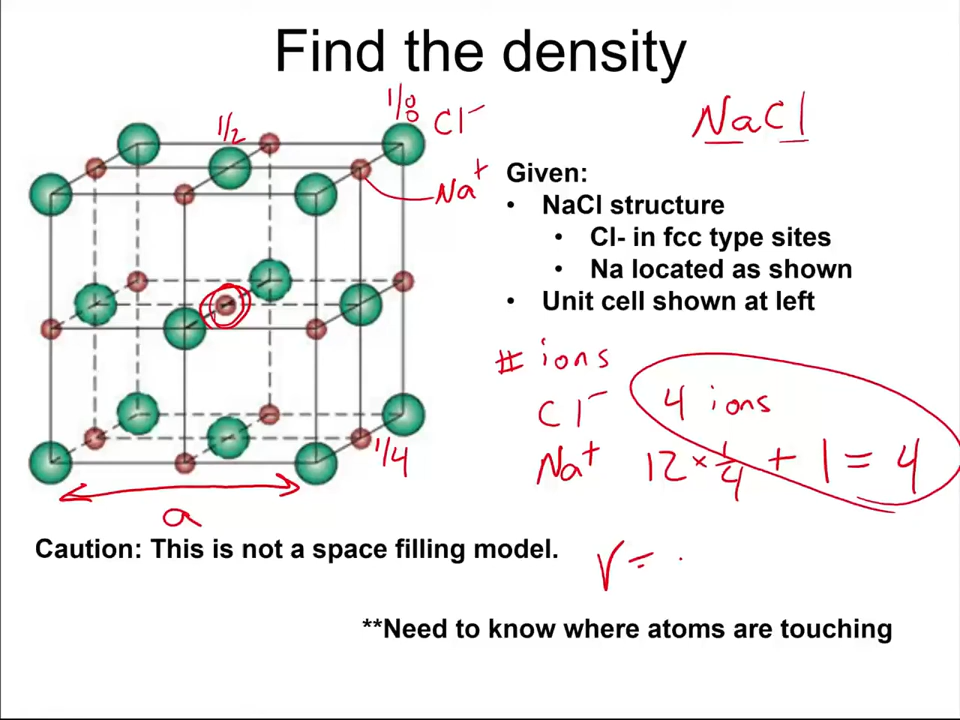 Find the density
1/8 Cl⁻
1/2
Na⁺
NaCl
Given:
• NaCl structure
• Cl- in fcc type sites
• Na located as shown
• Unit cell shown at left
# ions
Cl⁻ 4 ions
Na⁺ 12 × 1/4 + 1 = 4
1/4
a
Caution: This is not a space filling model.
V =
**Need to know where atoms are touching